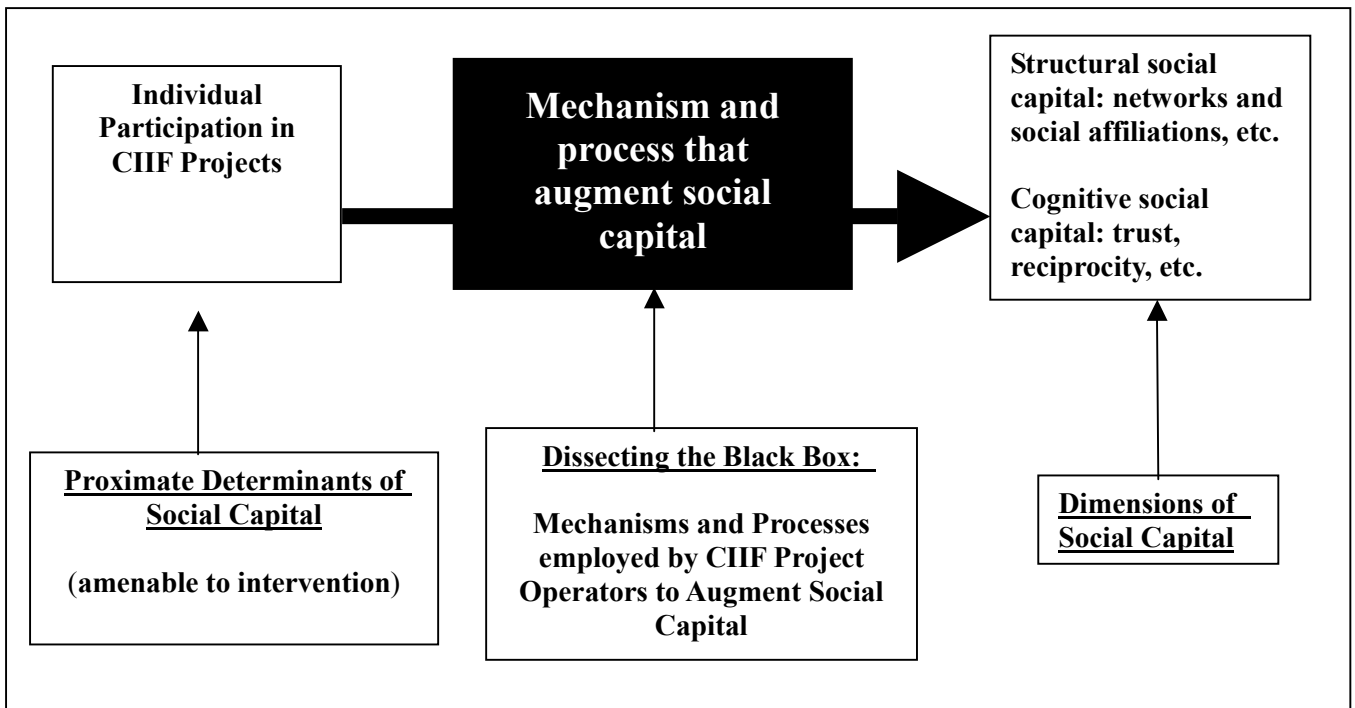 Individual
Participation in
CIIF Projects
Mechanism and
process that
augment social
capital
Structural social
capital: networks and
social affiliations, etc.
Cognitive social
capital: trust,
reciprocity, etc.
Proximate Determinants of
Social Capital
(amenable to intervention)
Dissecting the Black Box:
Mechanisms and Processes
employed by CIIF Project
Operators to Augment Social
Capital
Dimensions of
Social Capital